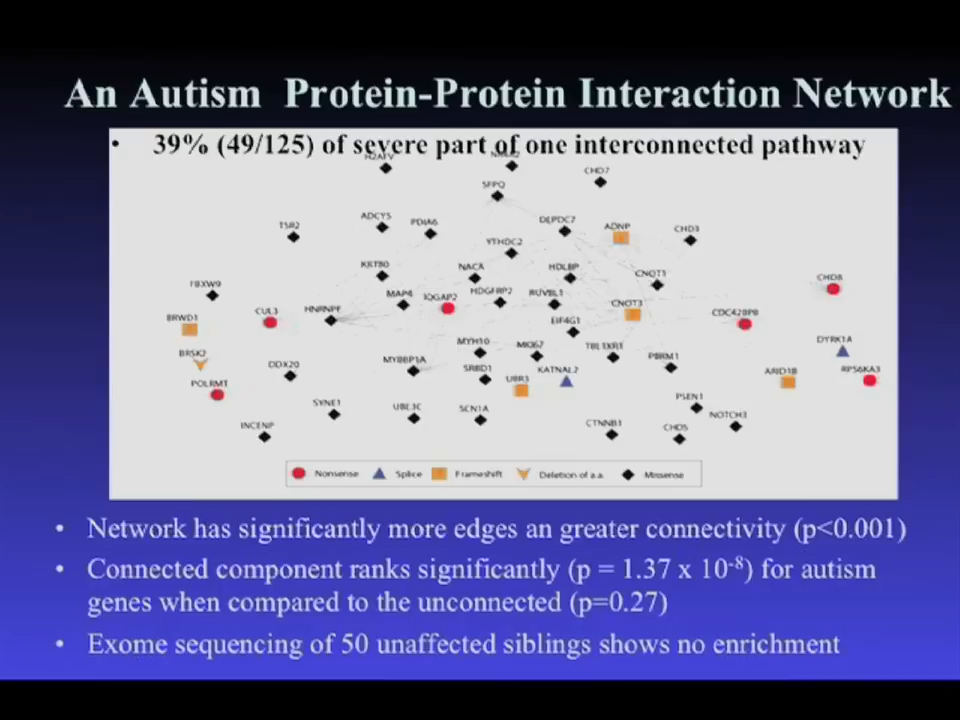 An Autism Protein-Protein Interaction Network
• 39% (49/125) of severe part of one interconnected pathway
H2AFV
CHD7
SFPQ
TSR2
ADCY5
PDIA6
DEPDC7
ADNP
CHD3
YTHDC2
KRT80
NACA
HDLBP
CNOT1
FBXW9
CHD8
MAP4
IQGAP2
HDGFRP2
RUVBL1
CUL3
HNRNPF
CNOT3
CDC42BPB
BRWD1
EIF4G1
DYRK1A
BRSK2
MYH10
MKI67
TBL1XR1
PBRM1
DDX20
MYBBP1A
SRBD1
UBR3
KATNAL2
ARID1B
RPS6KA3
POLRMT
SYNE1
UBE3C
SCN1A
PSEN1
INCENP
CTNNB1
CHD5
NOTCH3
Nonsense Splice Frameshift Deletion of a.a. Missense
• Network has significantly more edges an greater connectivity (p<0.001)
• Connected component ranks significantly (p = 1.37 x 10⁻⁸) for autism
genes when compared to the unconnected (p=0.27)
• Exome sequencing of 50 unaffected siblings shows no enrichment